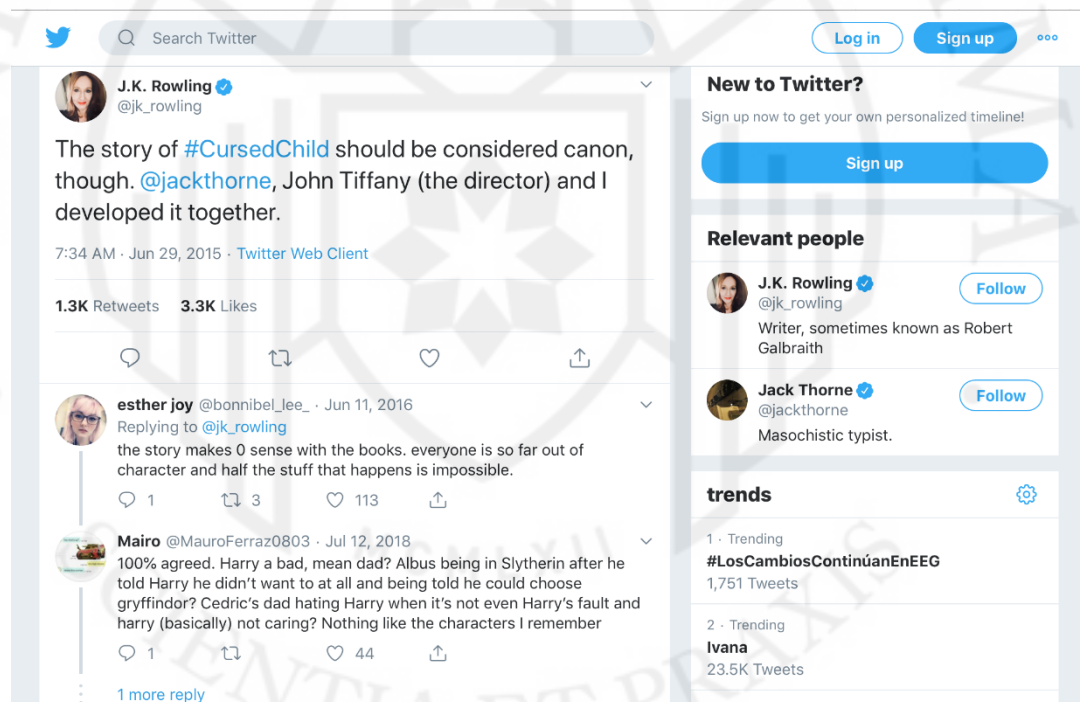 Search Twitter
Log in
Sign up
J.K. Rowling
@jk_rowling
The story of #CursedChild should be considered canon,
though. @jackthorne, John Tiffany (the director) and I
developed it together.
7:34 AM · Jun 29, 2015 · Twitter Web Client
1.3K Retweets 3.3K Likes
esther joy @bonnibel_lee_ · Jun 11, 2016
Replying to @jk_rowling
the story makes 0 sense with the books. everyone is so far out of
character and half the stuff that happens is impossible.
1 3 113
Mairo @MauroFerraz0803 · Jul 12, 2018
100% agreed. Harry a bad, mean dad? Albus being in Slytherin after he
told Harry he didn’t want to at all and being told he could choose
gryffindor? Cedric’s dad hating Harry when it’s not even Harry’s fault and
harry (basically) not caring? Nothing like the characters I remember
1 44
1 more reply
New to Twitter?
Sign up now to get your own personalized timeline!
Sign up
Relevant people
J.K. Rowling
@jk_rowling
Follow
Writer, sometimes known as Robert
Galbraith
Jack Thorne
@jackthorne
Follow
Masochistic typist.
trends
1 · Trending
#LosCambiosContinúanEnEEG
1,751 Tweets
2 · Trending
Ivana
23.5K Tweets